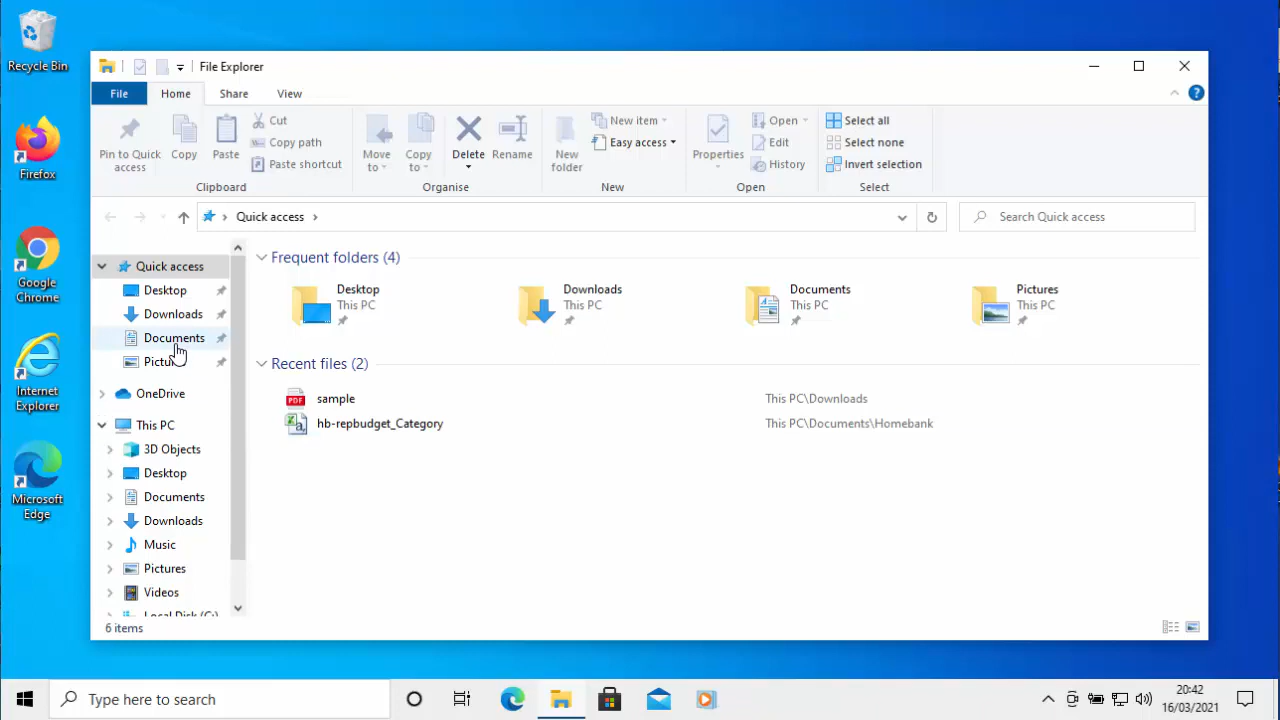 Recycle Bin
Firefox
Google
Chrome
Internet
Explorer
Microsoft
Edge
File Explorer
File
Home
Share
View
Pin to Quick
access
Copy
Paste
Cut
Copy path
Paste shortcut
Clipboard
Move
to
Copy
to
Delete
Rename
Organise
New
folder
New item
Easy access
New
Properties
Open
Edit
History
Open
Select all
Select none
Invert selection
Select
Quick access
Search Quick access
Quick access
Desktop
Downloads
Documents
OneDrive
This PC
3D Objects
Desktop
Documents
Downloads
Music
Pictures
Videos
Local Disk (C:)
Frequent folders (4)
Desktop
This PC
Downloads
This PC
Documents
This PC
Pictures
This PC
Recent files (2)
PDF
sample
This PC\Downloads
hb-repbudget_Category
This PC\Documents\Homebank
6 items
Type here to search
20:42
16/03/2021